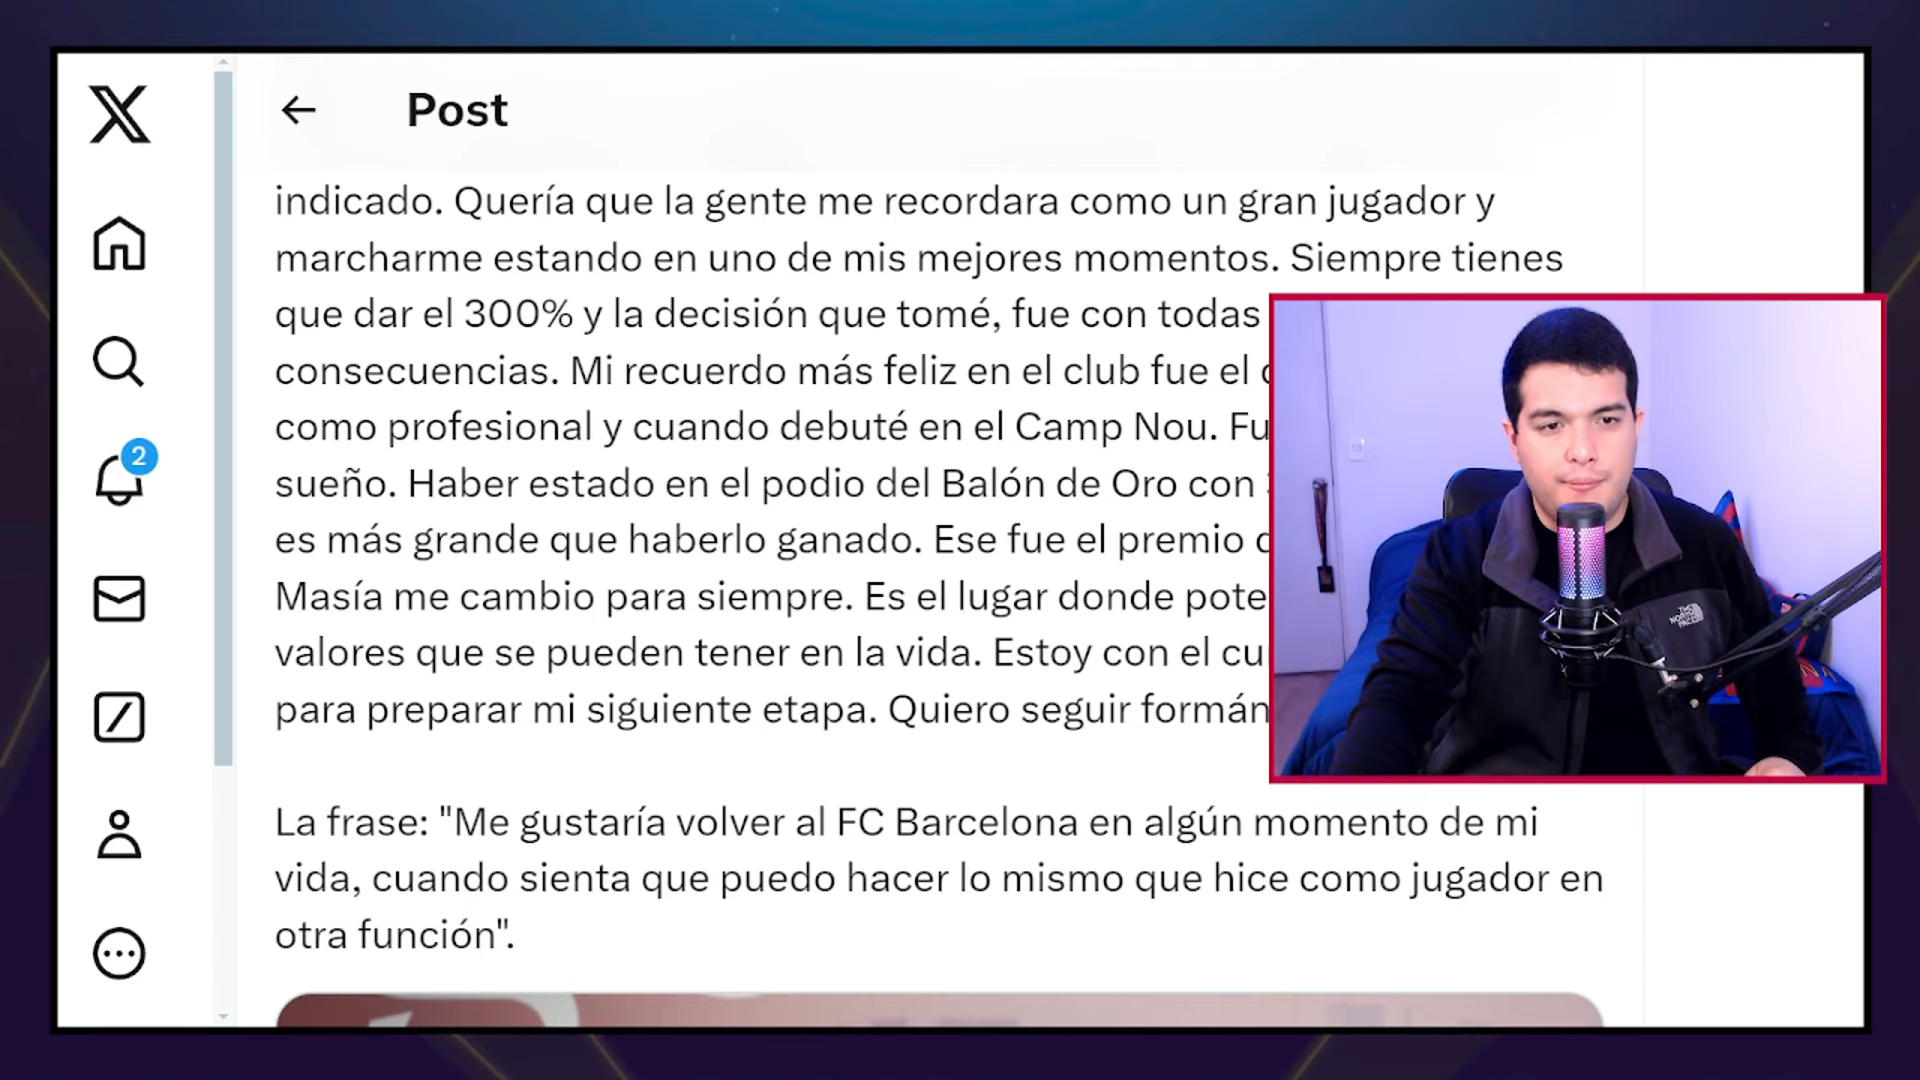 Post
indicado. Quería que la gente me recordara como un gran jugador y
marcharme estando en uno de mis mejores momentos. Siempre tienes
que dar el 300% y la decisión que tomé, fue con todas
consecuencias. Mi recuerdo más feliz en el club fue el
2
como profesional y cuando debuté en el Camp Nou. Fu
sueño. Haber estado en el podio del Balón de Oro con
es más grande que haberlo ganado. Ese fue el premio
Masía me cambio para siempre. Es el lugar donde pote
THE NORTH FACE
valores que se pueden tener en la vida. Estoy con el cu
para preparar mi siguiente etapa. Quiero seguir formán
La frase: "Me gustaría volver al FC Barcelona en algún momento de mi
vida, cuando sienta que puedo hacer lo mismo que hice como jugador en
otra función".